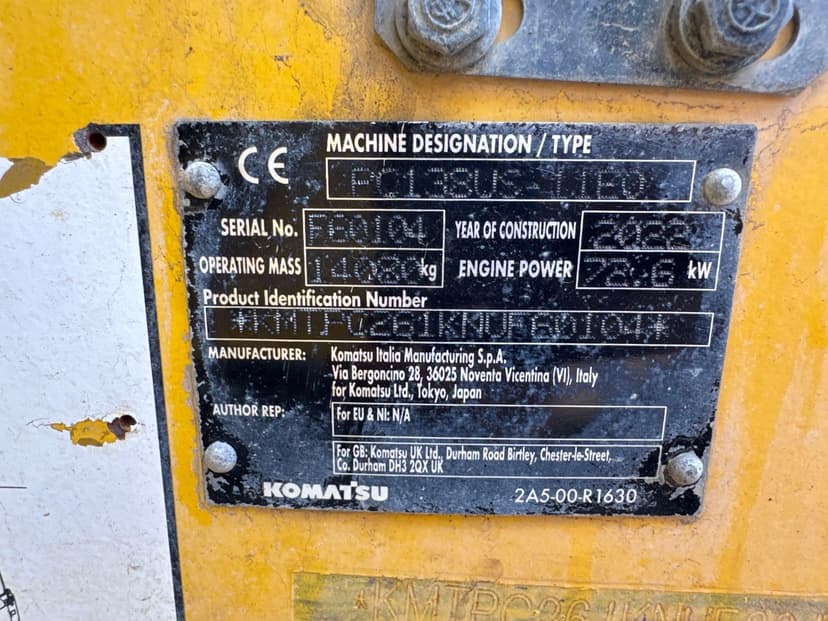 CE
MACHINE DESIGNATION / TYPE
PC138US-11E0
SERIAL No. FB0104 YEAR OF CONSTRUCTION 2022
OPERATING MASS 14080 kg ENGINE POWER 72.6 kW
Product Identification Number
MANUFACTURER: Komatsu Italia Manufacturing S.p.A.
Via Bergoncino 28, 36025 Noventa Vicentina (VI), Italy
for Komatsu Ltd., Tokyo, Japan
AUTHOR REP: For EU & NI: N/A
For GB: Komatsu UK Ltd., Durham Road Birtley, Chester-le-Street,
Co. Durham DH3 2QX UK
KOMATSU 2A5-00-R1630